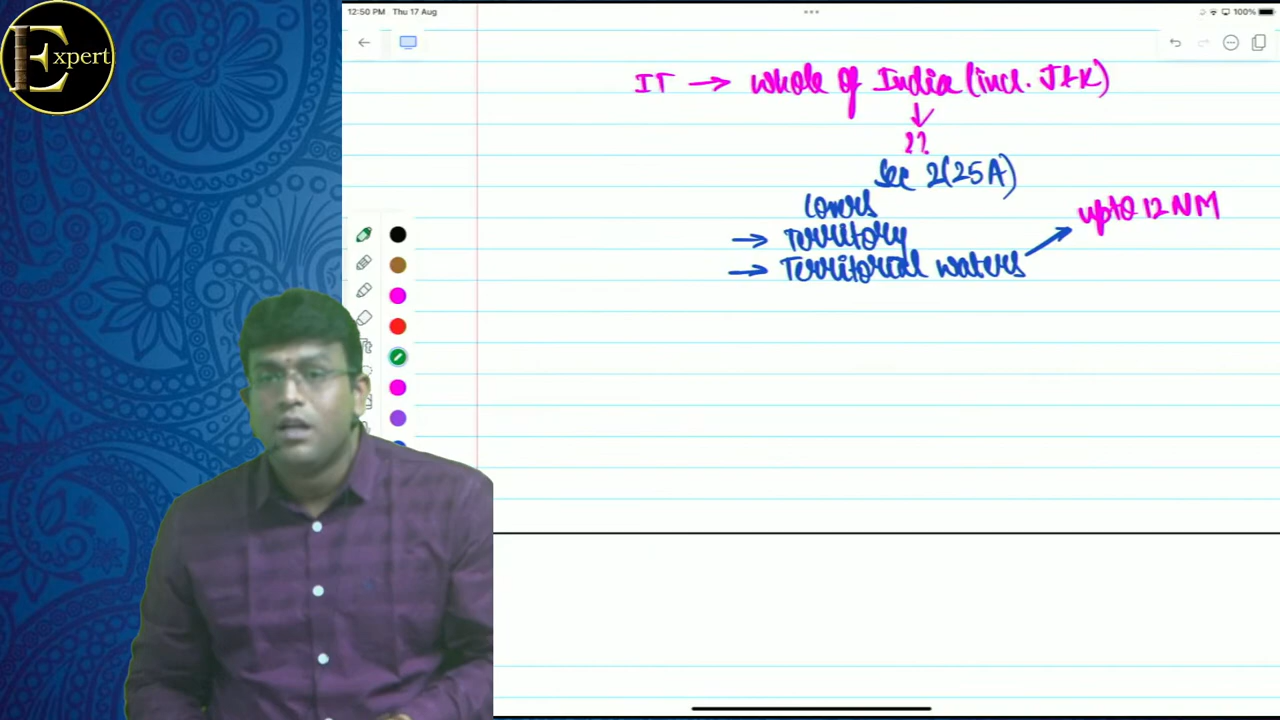 Expert
12:50 PM Thu 17 Aug
100%
IT → whole of India (incl. J&K)
↓
??
Sec 2(25A)
Covers
→ Territory
→ Territorial waters → upto 12 NM